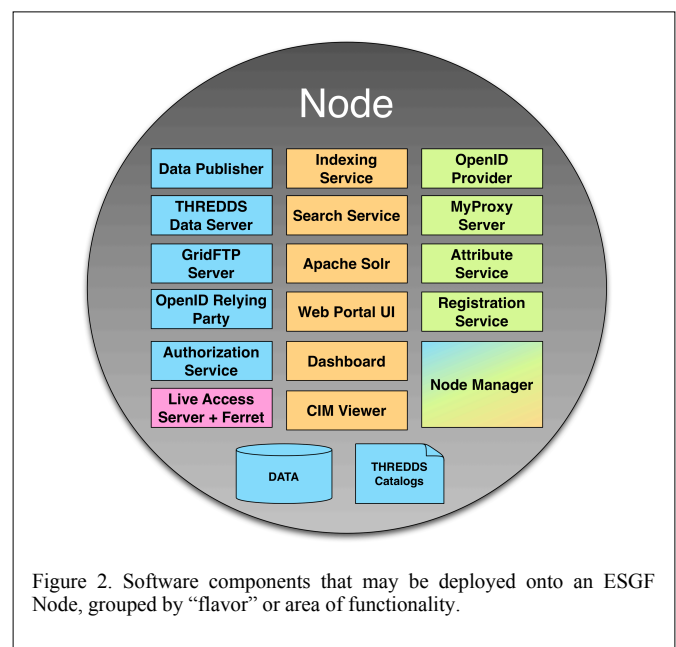 Node
Data Publisher
THREDDS
Data Server
GridFTP
Server
OpenID Relying
Party
Authorization
Service
Live Access
Server + Ferret
Indexing
Service
Search Service
Apache Solr
Web Portal UI
Dashboard
CIM Viewer
OpenID
Provider
MyProxy
Server
Attribute
Service
Registration
Service
Node Manager
DATA
THREDDS
Catalogs
Figure 2. Software components that may be deployed onto an ESGF
Node, grouped by “flavor” or area of functionality.